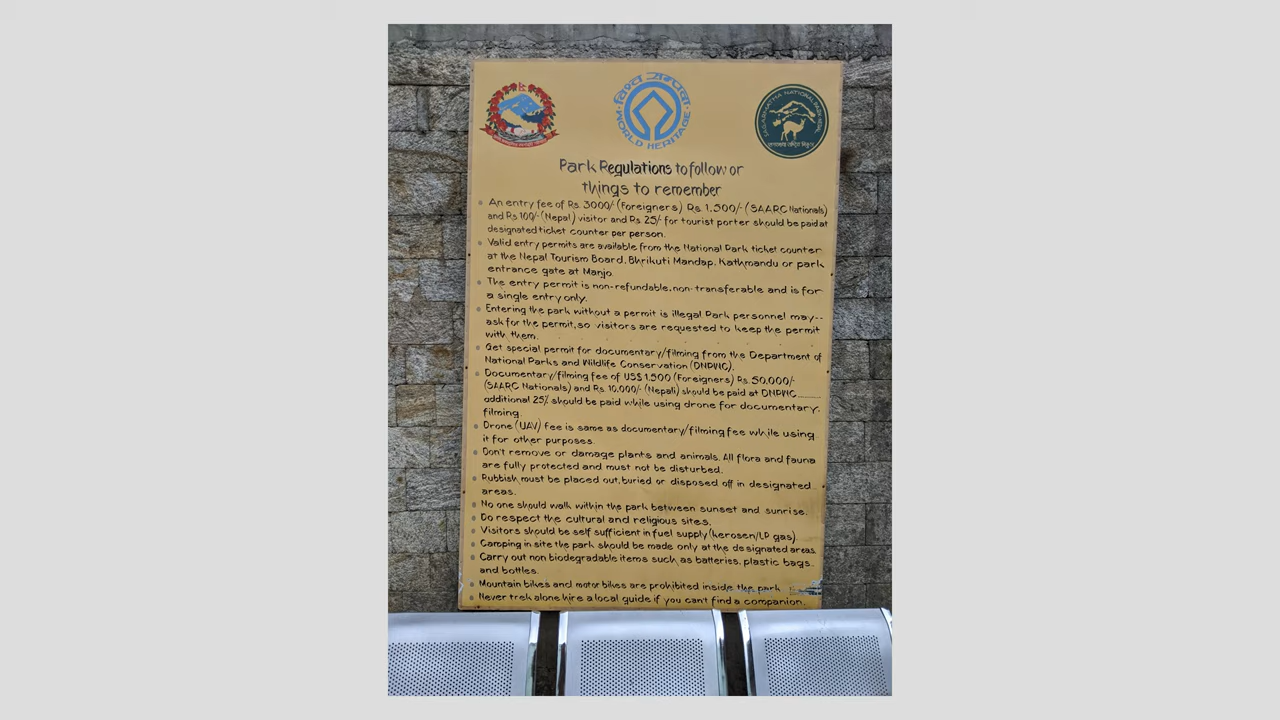 विश्व सम्पदा
WORLD HERITAGE
SAGARMATHA NATIONAL PARK
Park Regulations to follow or
things to remember
An entry fee of Rs. 3000/- (Foreigners) Rs 1,500/- (SAARC Nationals)
and Rs 100/- (Nepal) visitor and Rs 25/- for tourist porter should be paid at
designated ticket counter per person.
Valid entry permits are available from the National Park ticket counter
at the Nepal Tourism Board, Bhrikuti Mandap, Kathmandu or park
entrance gate at Manjo
The entry permit is non-refundable, non-transferable and is for
a single entry only.
Entering the park without a permit is illegal Park personnel may--
ask for the permit, so visitors are requested to keep the permit
with them.
Get special permit for documentary/filming from the Department of
National Parks and Wildlife Conservation (DNPWC).
Documentary/filming fee of US$ 1,500 (Foreigners) Rs. 50,000/-
(SAARC Nationals) and Rs. 10,000/- (Nepali) should be paid at DNPWC
additional 25% should be paid while using drone for documentary
filming.
Drone (UAV) fee is same as documentary/filming fee while using
it for other purposes.
Don't remove or damage plants and animals. All flora and fauna
are fully protected and must not be disturbed.
Rubbish must be placed out, buried or disposed off in designated
areas.
No one should walk within the park between sunset and sunrise.
Do respect the cultural and religious sites.
Visitors should be self sufficient in fuel supply (kerosen/LP gas)
Camping in site the park should be made only at the designated areas.
Carry out non biodegradable items such as batteries, plastic bags
and bottles.
Mountain bikes and motor bikes are prohibited inside the park
Never trek alone hire a local guide if you can't find a companion.